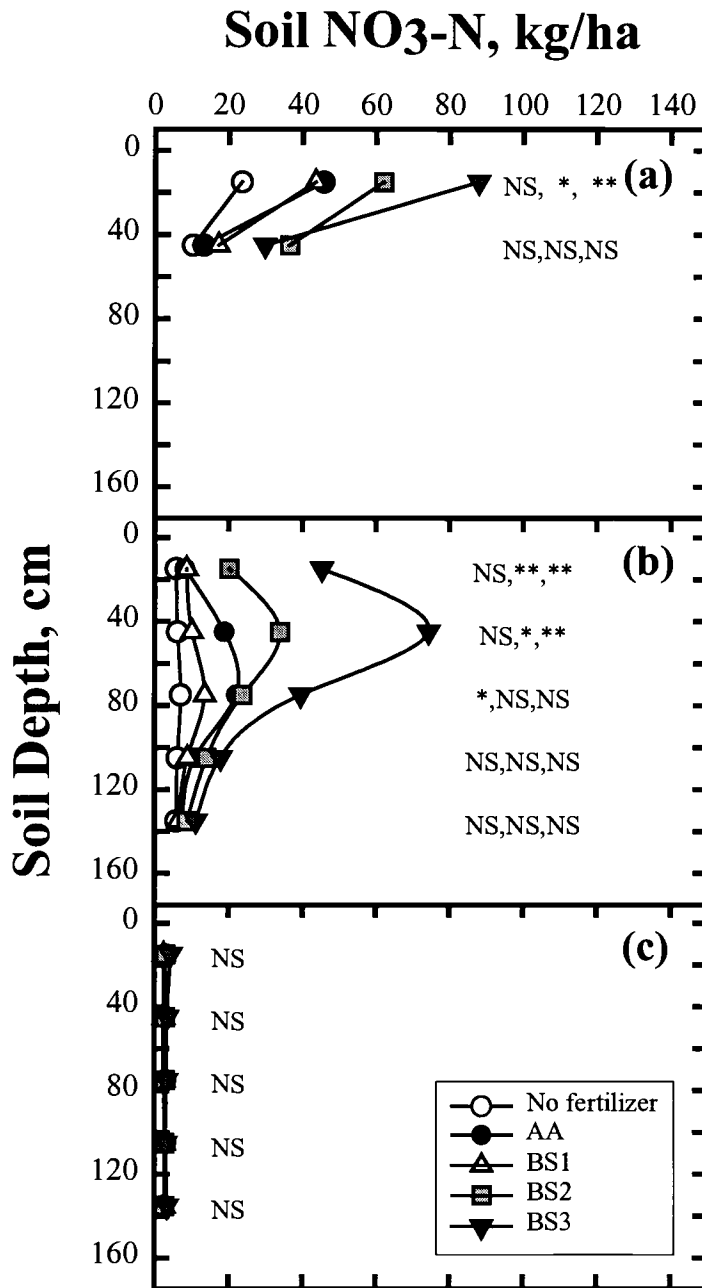 Soil NO3-N, kg/ha
0 20 40 60 80 100 120 140
Soil Depth, cm
0
40
80
120
160
(a)
NS, *, **
NS,NS,NS
0
40
80
120
160
(b)
NS,**,**
NS,*,**
*,NS,NS
NS,NS,NS
NS,NS,NS
0
40
80
120
160
(c)
NS
NS
NS
NS
NS
No fertilizer
AA
BS1
BS2
BS3